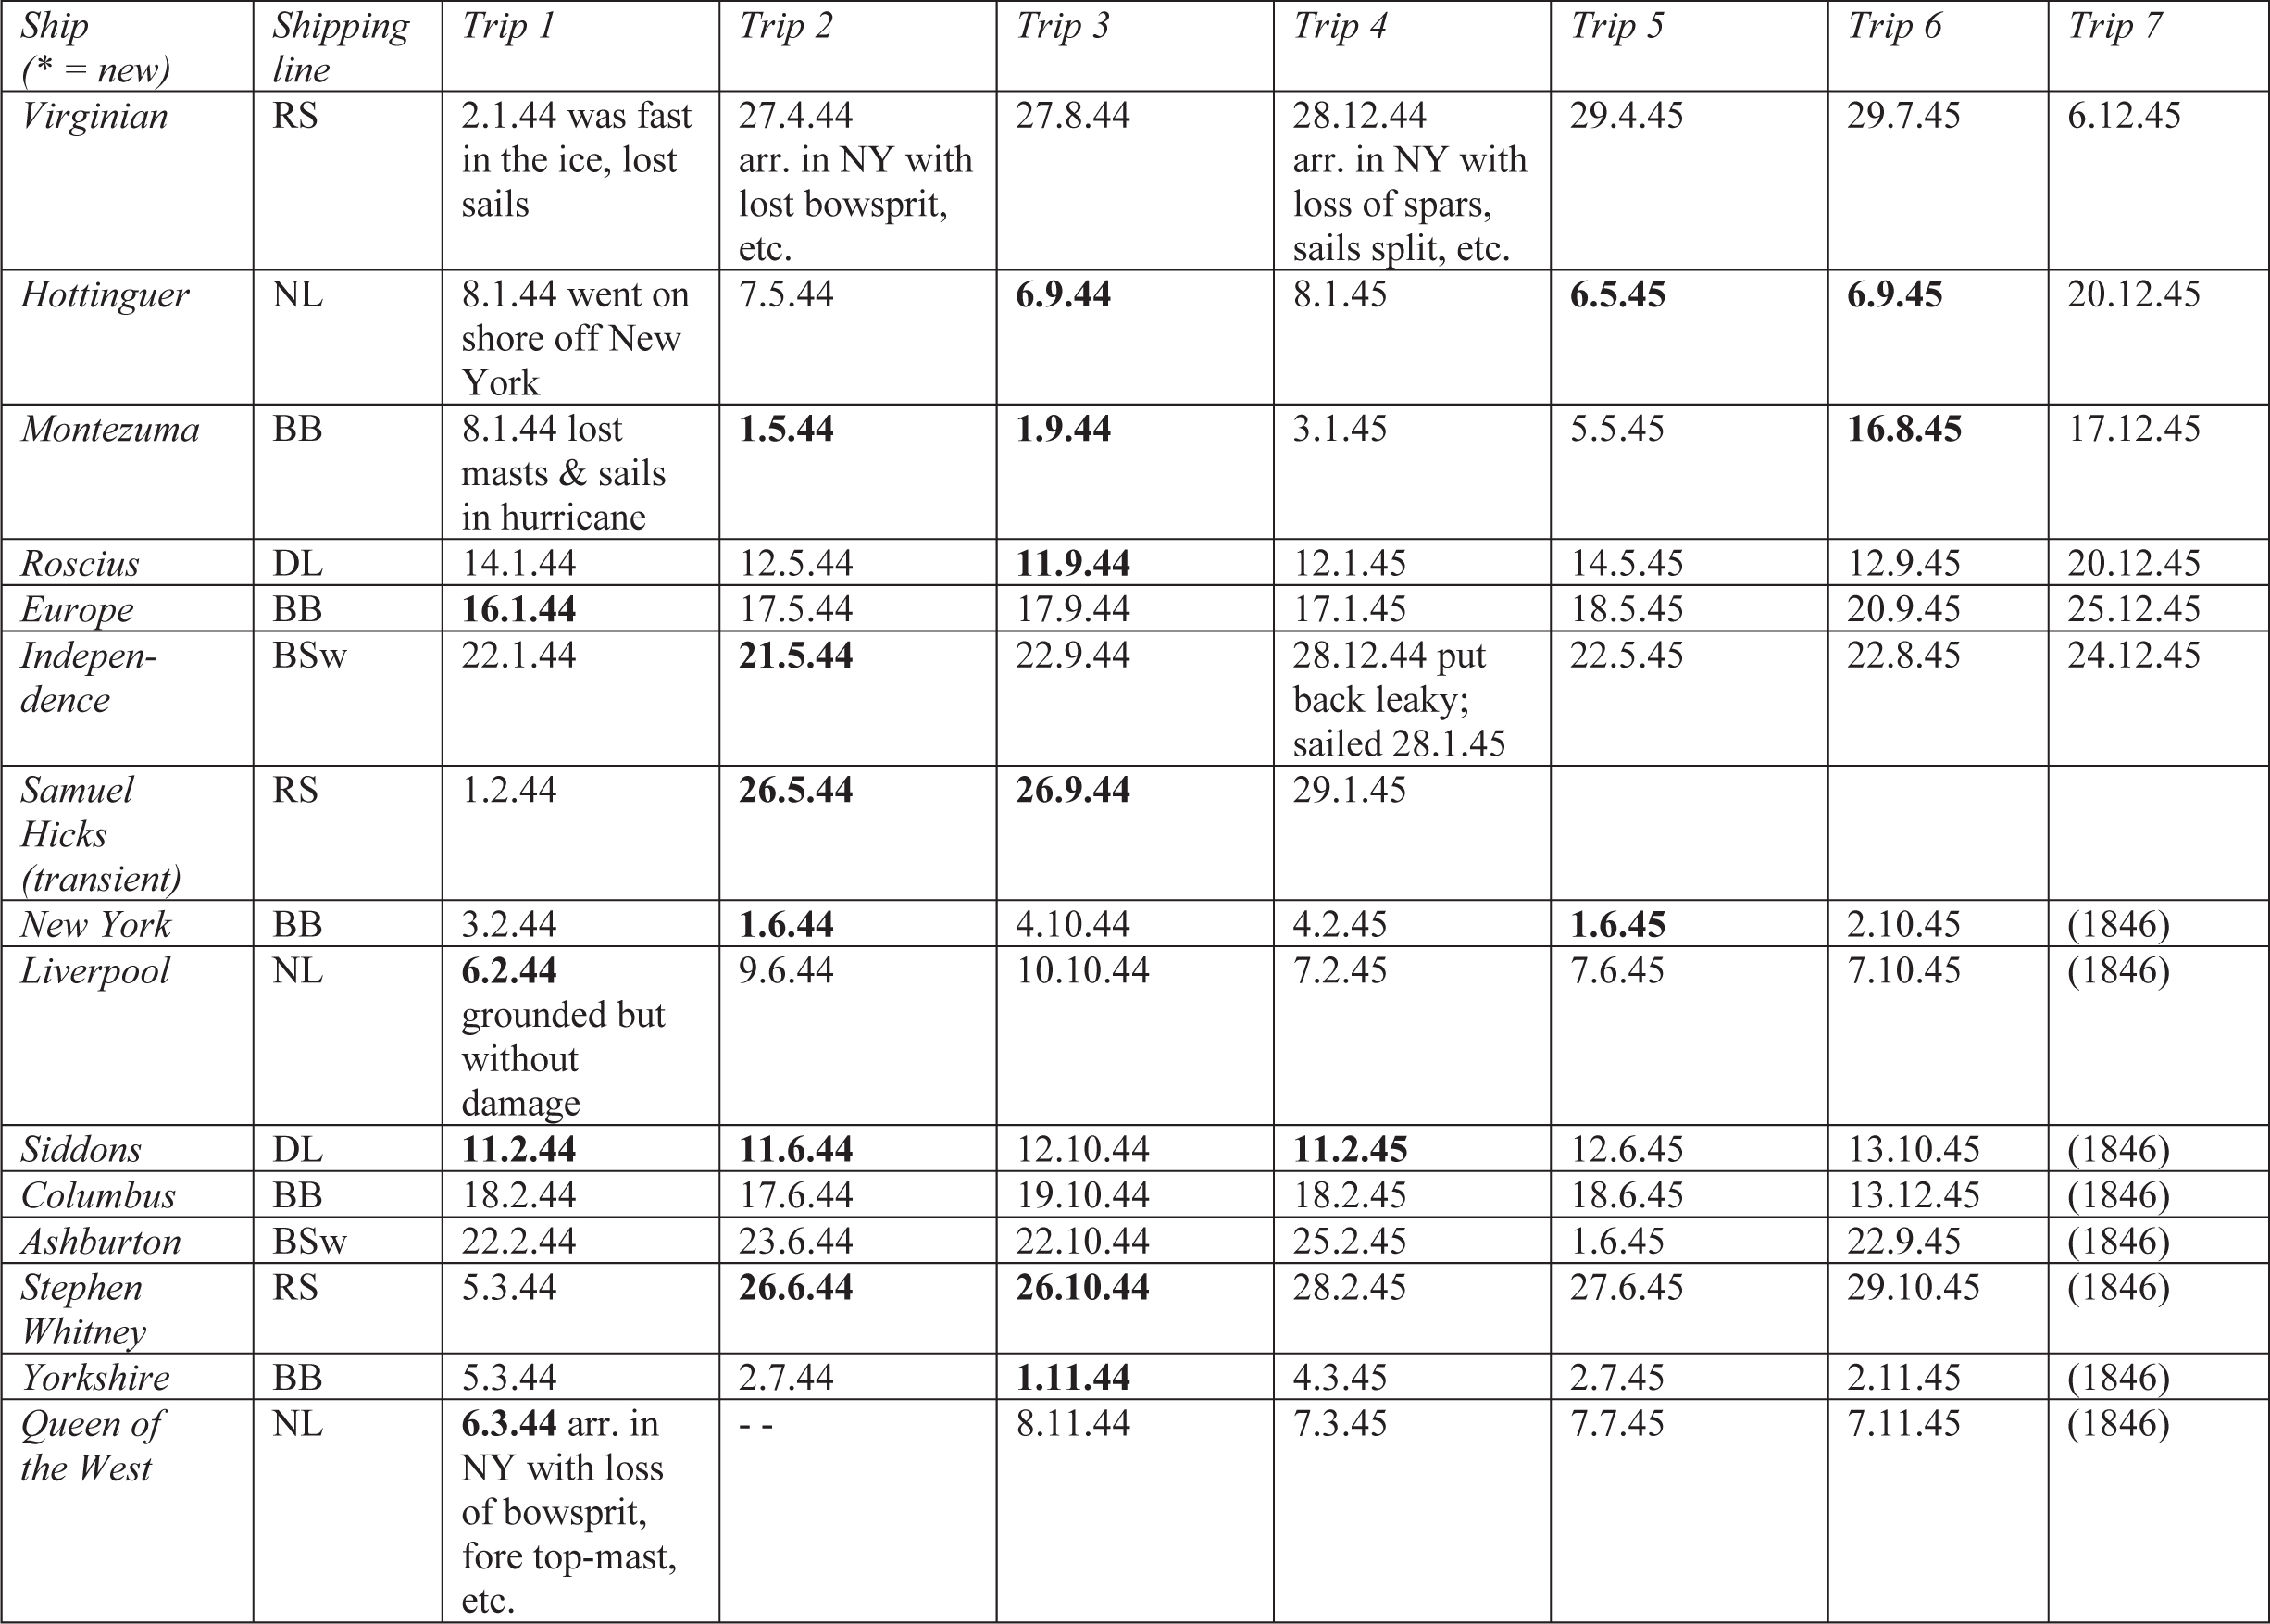 Ship Shipping Trip 1 Trip 2 Trip 3 Trip 4 Trip 5 Trip 6 Trip 7
(* = new) line
Virginian RS 2.1.44 was fast 27.4.44 27.8.44 28.12.44 29.4.45 29.7.45 6.12.45
in the ice, lost arr. in NY with arr. in NY with
sails lost bowsprit, loss of spars,
etc. sails split, etc.
Hottinguer NL 8.1.44 went on 7.5.44 6.9.44 8.1.45 6.5.45 6.9.45 20.12.45
shore off New
York
Montezuma BB 8.1.44 lost 1.5.44 1.9.44 3.1.45 5.5.45 16.8.45 17.12.45
masts & sails
in hurricane
Roscius DL 14.1.44 12.5.44 11.9.44 12.1.45 14.5.45 12.9.45 20.12.45
Europe BB 16.1.44 17.5.44 17.9.44 17.1.45 18.5.45 20.9.45 25.12.45
Indepen- BSw 22.1.44 21.5.44 22.9.44 28.12.44 put 22.5.45 22.8.45 24.12.45
dence back leaky;
sailed 28.1.45
Samuel RS 1.2.44 26.5.44 26.9.44 29.1.45
Hicks
(transient)
New York BB 3.2.44 1.6.44 4.10.44 4.2.45 1.6.45 2.10.45 (1846)
Liverpool NL 6.2.44 9.6.44 10.10.44 7.2.45 7.6.45 7.10.45 (1846)
grounded but
without
damage
Siddons DL 11.2.44 11.6.44 12.10.44 11.2.45 12.6.45 13.10.45 (1846)
Columbus BB 18.2.44 17.6.44 19.10.44 18.2.45 18.6.45 13.12.45 (1846)
Ashburton BSw 22.2.44 23.6.44 22.10.44 25.2.45 1.6.45 22.9.45 (1846)
Stephen RS 5.3.44 26.6.44 26.10.44 28.2.45 27.6.45 29.10.45 (1846)
Whitney
Yorkshire BB 5.3.44 2.7.44 1.11.44 4.3.45 2.7.45 2.11.45 (1846)
Queen of NL 6.3.44 arr. in - - 8.11.44 7.3.45 7.7.45 7.11.45 (1846)
the West NY with loss
of bowsprit,
fore top-mast,
etc.